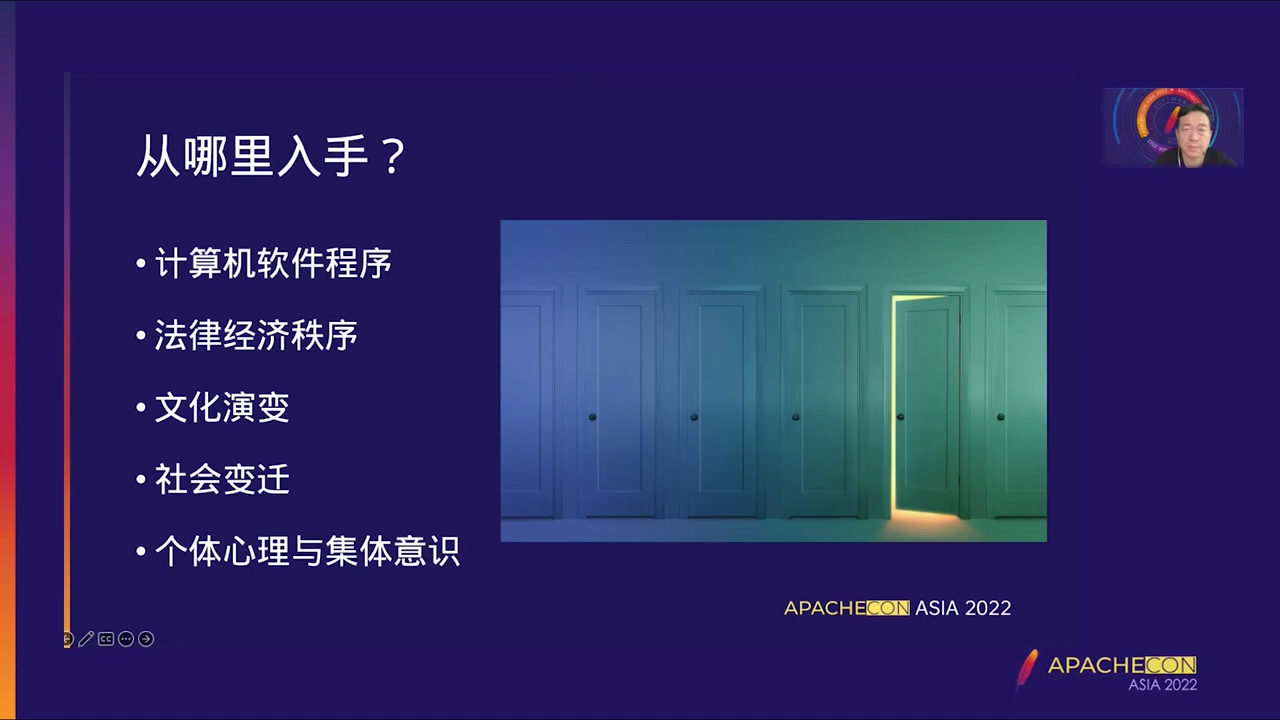 从哪里入手？
• 计算机软件程序
• 法律经济秩序
• 文化演变
• 社会变迁
• 个体心理与集体意识
APACHECON ASIA 2022
APACHECON
ASIA 2022
CC